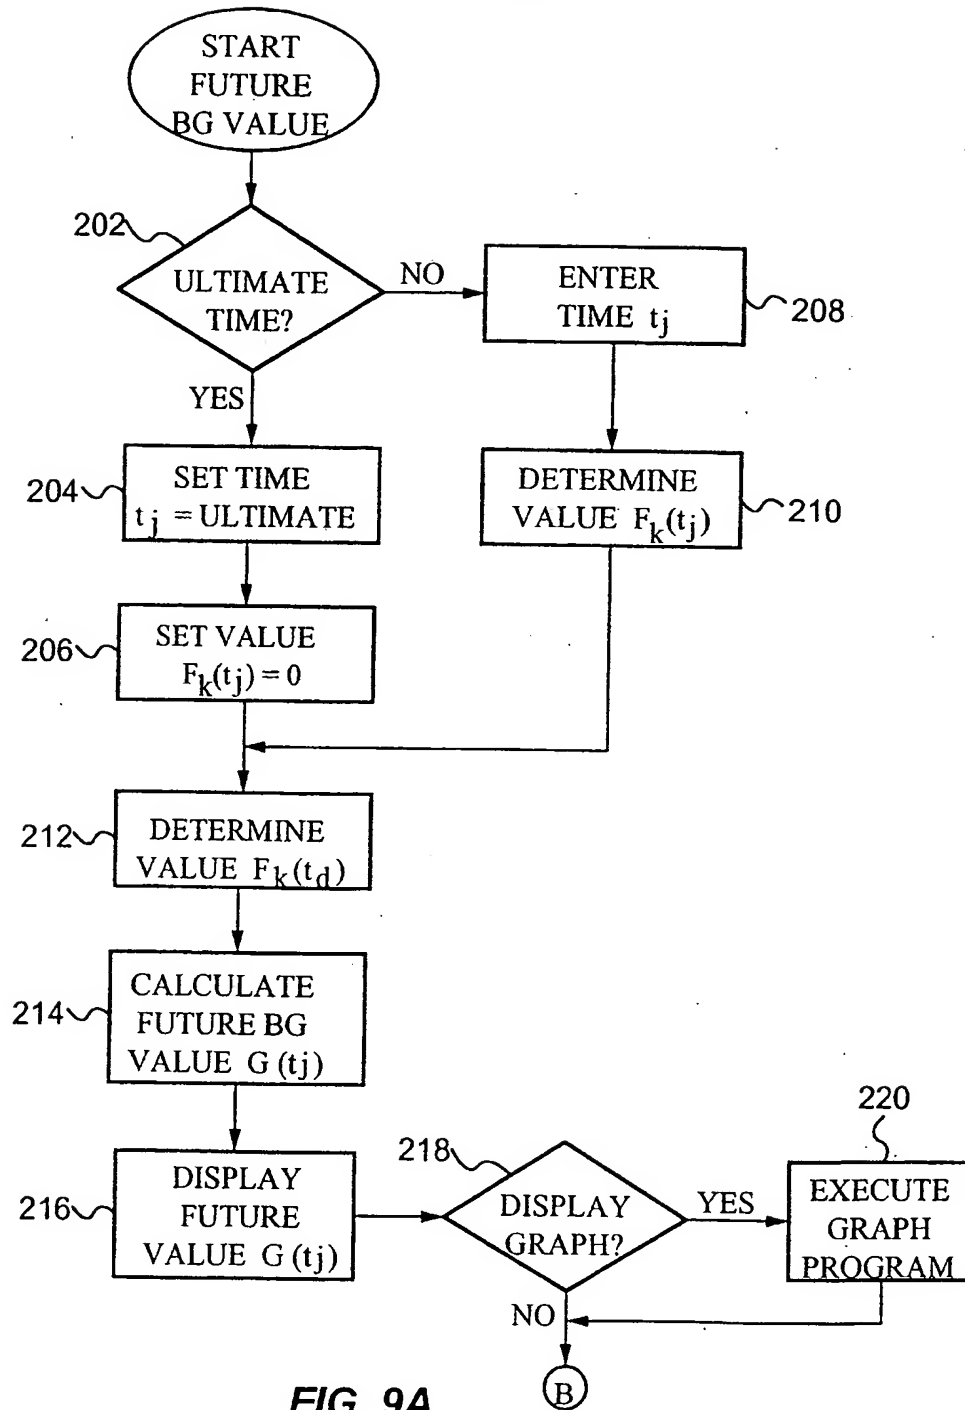 START
FUTURE
BG VALUE
202
ULTIMATE
TIME?
NO
ENTER
TIME tj
208
YES
204
SET TIME
tj = ULTIMATE
DETERMINE
VALUE Fk(tj)
210
206
SET VALUE
Fk(tj) = 0
212
DETERMINE
VALUE Fk(td)
214
CALCULATE
FUTURE BG
VALUE G (tj)
216
DISPLAY
FUTURE
VALUE G (tj)
218
DISPLAY
GRAPH?
YES
220
EXECUTE
GRAPH
PROGRAM
NO
B
FIG. 9A